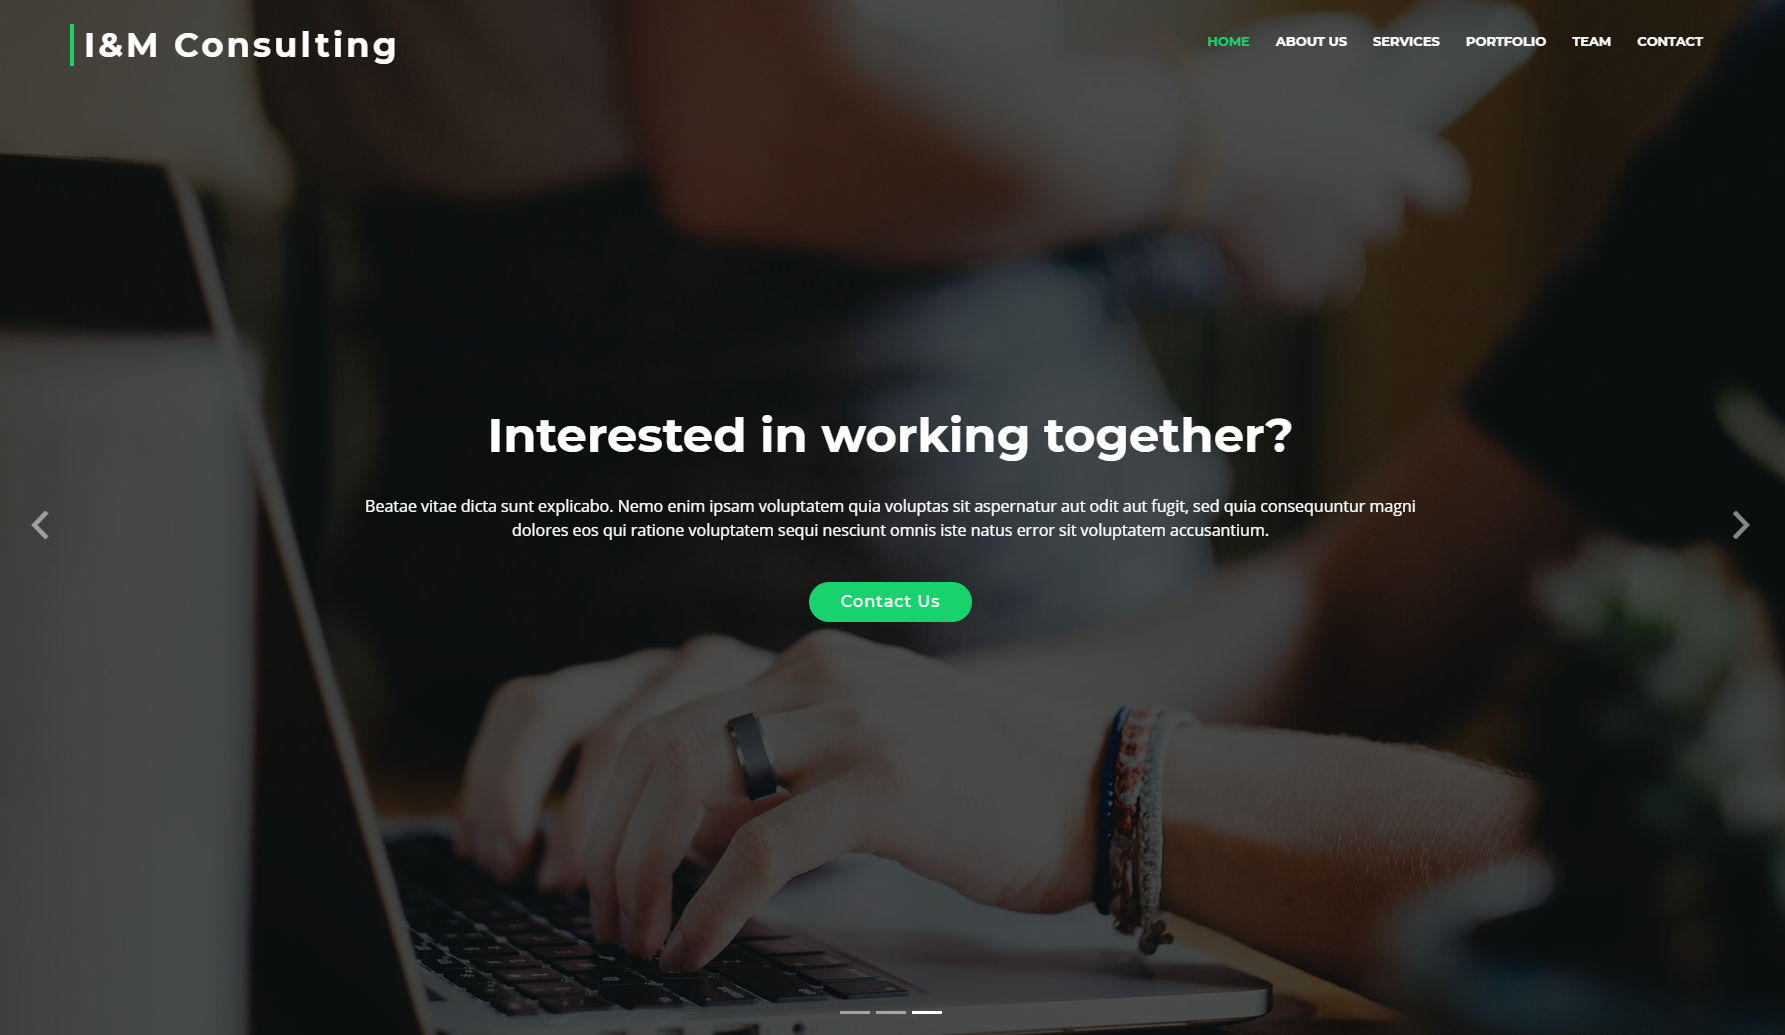 I&M Consulting
HOME ABOUT US SERVICES PORTFOLIO TEAM CONTACT
Interested in working together?
Beatae vitae dicta sunt explicabo. Nemo enim ipsam voluptatem quia voluptas sit aspernatur aut odit aut fugit, sed quia consequuntur magni
dolores eos qui ratione voluptatem sequi nesciunt omnis iste natus error sit voluptatem accusantium.
Contact Us